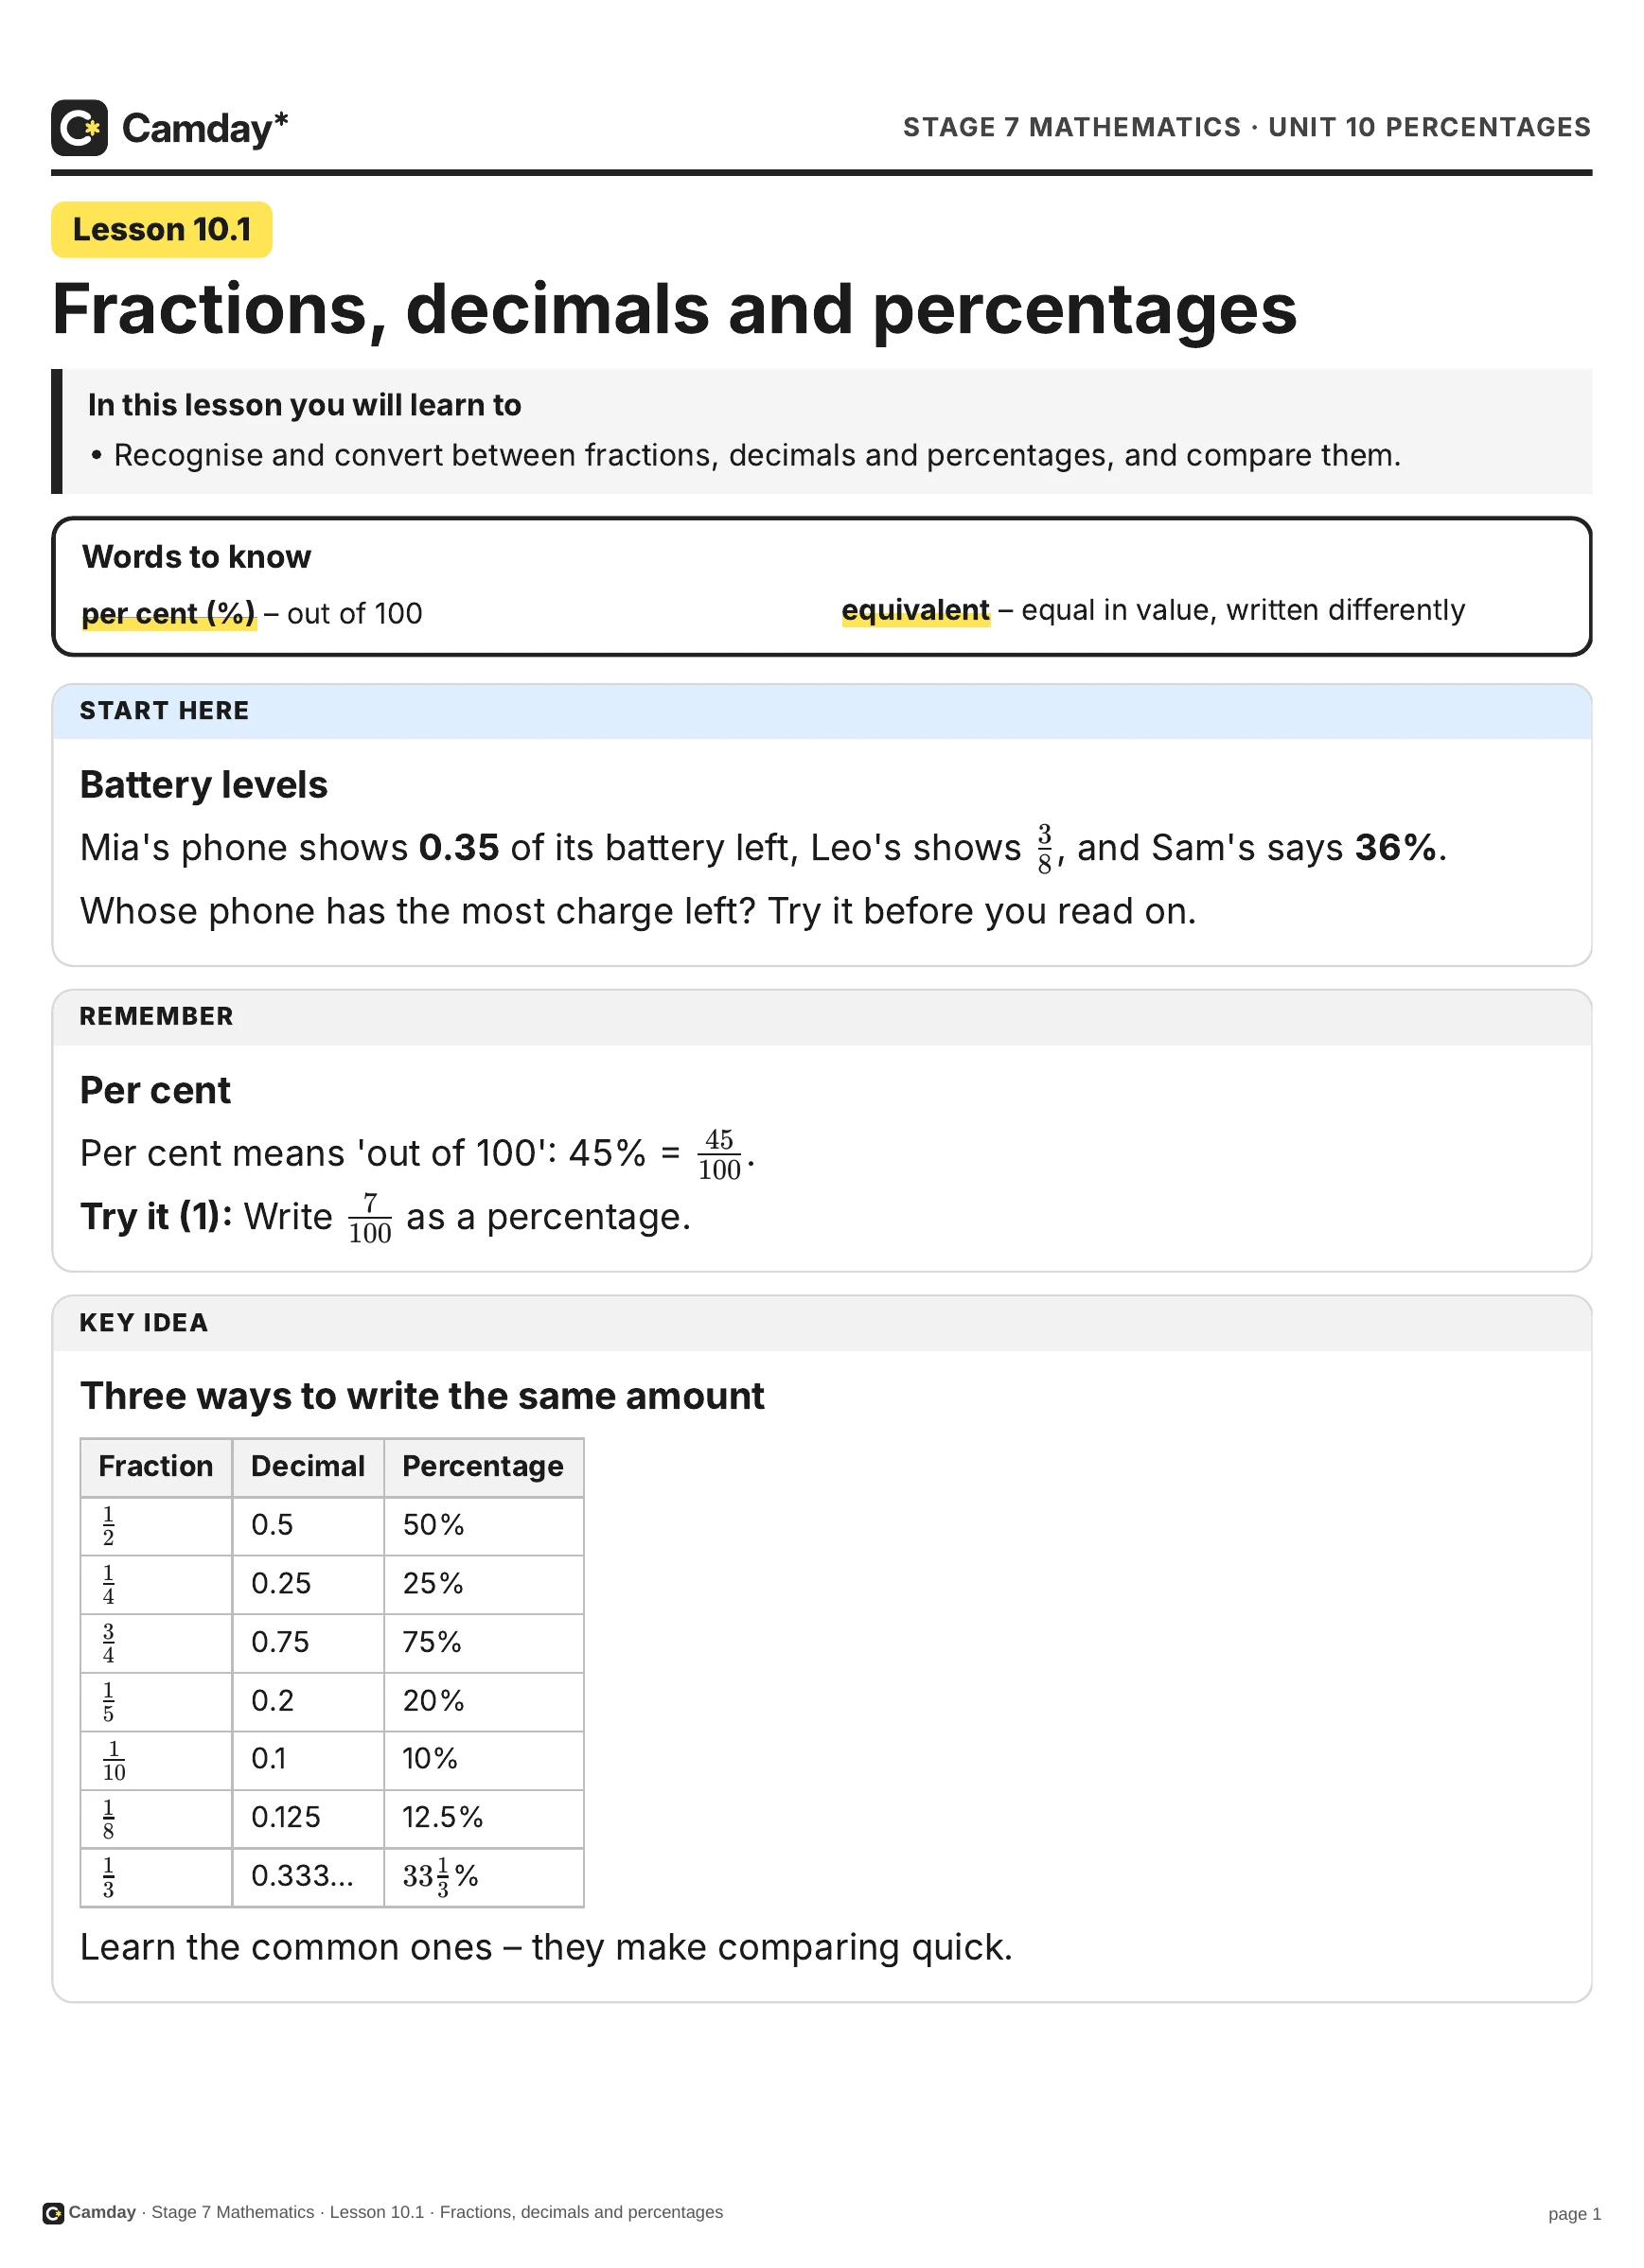 Camday*
STAGE 7 MATHEMATICS · UNIT 10 PERCENTAGES
Lesson 10.1
Fractions, decimals and percentages
In this lesson you will learn to
• Recognise and convert between fractions, decimals and percentages, and compare them.
Words to know
per cent (%) – out of 100
equivalent – equal in value, written differently
START HERE
Battery levels
Mia's phone shows 0.35 of its battery left, Leo's shows 3/8, and Sam's says 36%.
Whose phone has the most charge left? Try it before you read on.
REMEMBER
Per cent
Per cent means 'out of 100': 45% = 45/100.
Try it (1): Write 7/100 as a percentage.
KEY IDEA
Three ways to write the same amount
Fraction Decimal Percentage
1/2 0.5 50%
1/4 0.25 25%
3/4 0.75 75%
1/5 0.2 20%
1/10 0.1 10%
1/8 0.125 12.5%
1/3 0.333... 33 1/3%
Learn the common ones – they make comparing quick.
Camday · Stage 7 Mathematics · Lesson 10.1 · Fractions, decimals and percentages
page 1